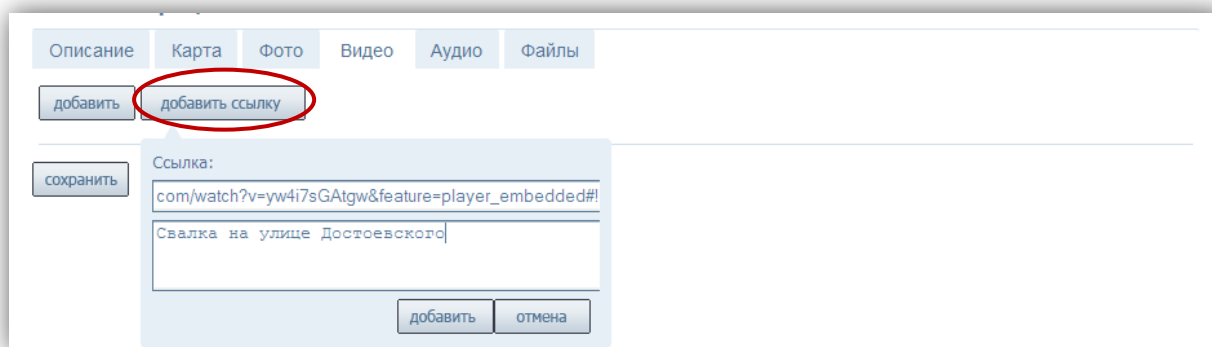 Описание Карта Фото Видео Аудио Файлы
добавить добавить ссылку
Ссылка:
сохранить
com/watch?v=yw4i7sGAtgw&feature=player_embedded#!
Свалка на улице Достоевского
добавить отмена